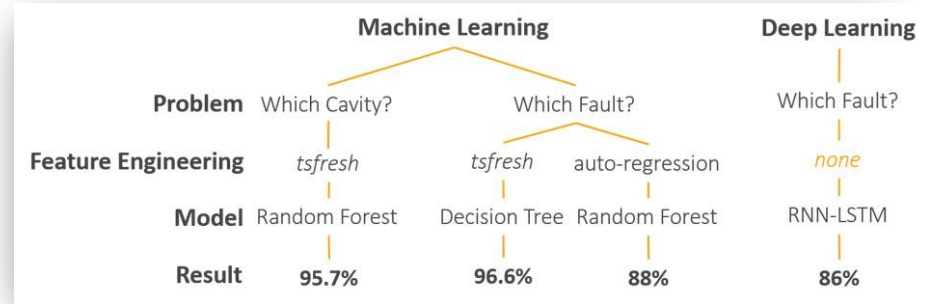 Machine Learning Deep Learning
Problem Which Cavity? Which Fault? Which Fault?
Feature Engineering tsfresh tsfresh auto-regression none
Model Random Forest Decision Tree Random Forest RNN-LSTM
Result 95.7% 96.6% 88% 86%